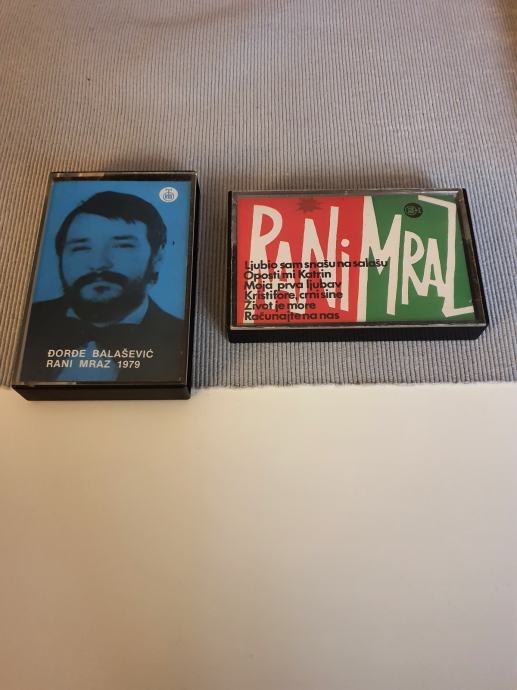 ĐORĐE BALAŠEVIĆ
RANI MRAZ 1979
RANi MRAZ
Ljubio sam snašu na salašu
Oposti mi Katrin
Moja prva ljubav
Kristifore, crni sine
Život je more
Računajte na nas